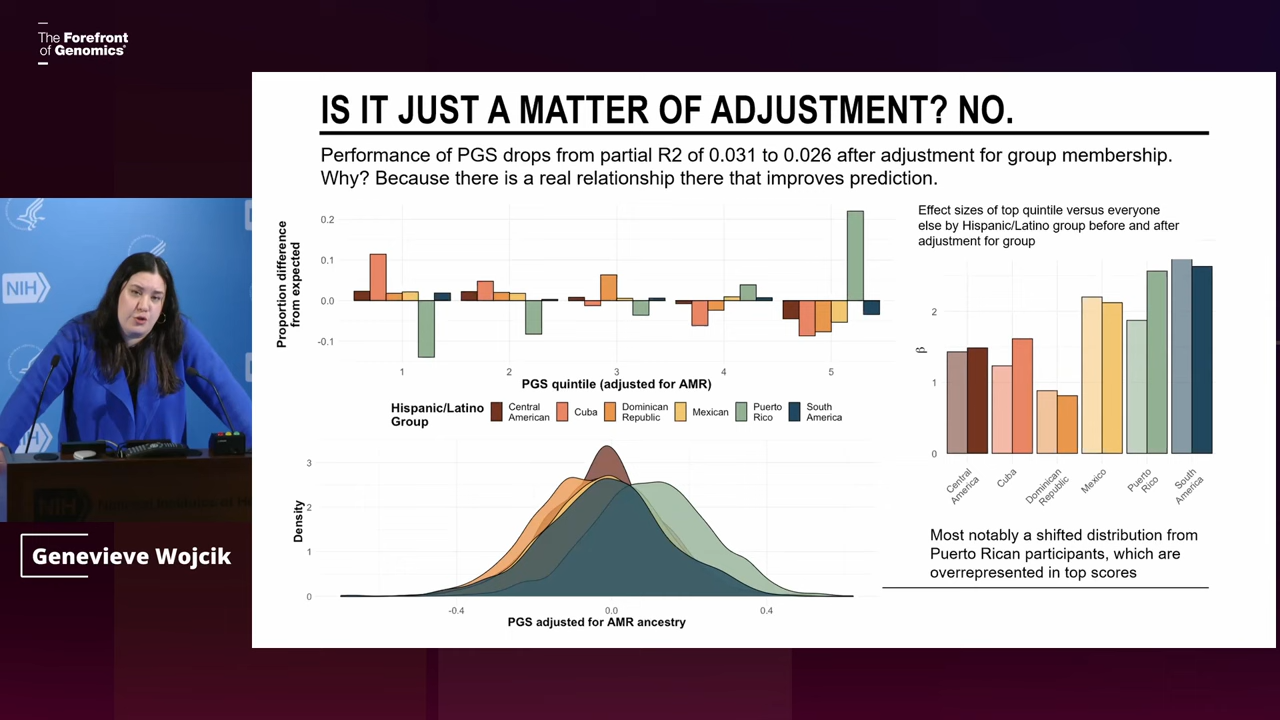 The Forefront
of Genomics
IS IT JUST A MATTER OF ADJUSTMENT? NO.
Performance of PGS drops from partial R2 of 0.031 to 0.026 after adjustment for group membership.
Why? Because there is a real relationship there that improves prediction.
Proportion difference
from expected
0.2
0.1
0.0
-0.1
1
2
3
4
5
PGS quintile (adjusted for AMR)
Hispanic/Latino
Group
Central
American
Cuba
Dominican
Republic
Mexican
Puerto
Rico
South
America
Density
3
2
1
0
-0.4
0.0
0.4
PGS adjusted for AMR ancestry
Effect sizes of top quintile versus everyone
else by Hispanic/Latino group before and after
adjustment for group
β
2
1
0
Central
America
Cuba
Dominican
Republic
Mexico
Puerto
Rico
South
America
Most notably a shifted distribution from
Puerto Rican participants, which are
overrepresented in top scores
NIH
NIH
Genevieve Wojcik